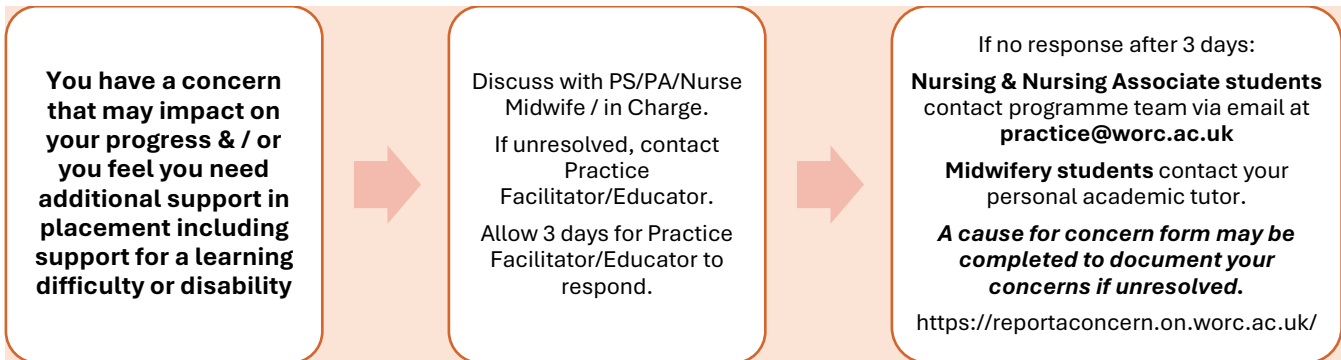 You have a concern
that may impact on
your progress & / or
you feel you need
additional support in
placement including
support for a learning
difficulty or disability
Discuss with PS/PA/Nurse
Midwife / in Charge.
If unresolved, contact
Practice
Facilitator/Educator.
Allow 3 days for Practice
Facilitator/Educator to
respond.
If no response after 3 days:
Nursing & Nursing Associate students
contact programme team via email at
practice@worc.ac.uk
Midwifery students contact your
personal academic tutor.
A cause for concern form may be
completed to document your
concerns if unresolved.
https://reportaconcern.on.worc.ac.uk/